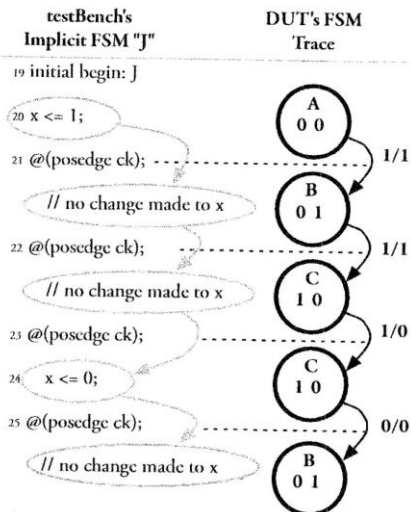 testBench's
Implicit FSM "J"
DUT's FSM
Trace
19 initial begin: J
20 x <= 1;
21 @(posedge ck);
// no change made to x
22 @(posedge ck);
// no change made to x
23 @(posedge ck);
24 x <= 0;
25 @(posedge ck);
// no change made to x
A
0 0
1/1
B
0 1
1/1
C
1 0
1/0
C
1 0
0/0
B
0 1